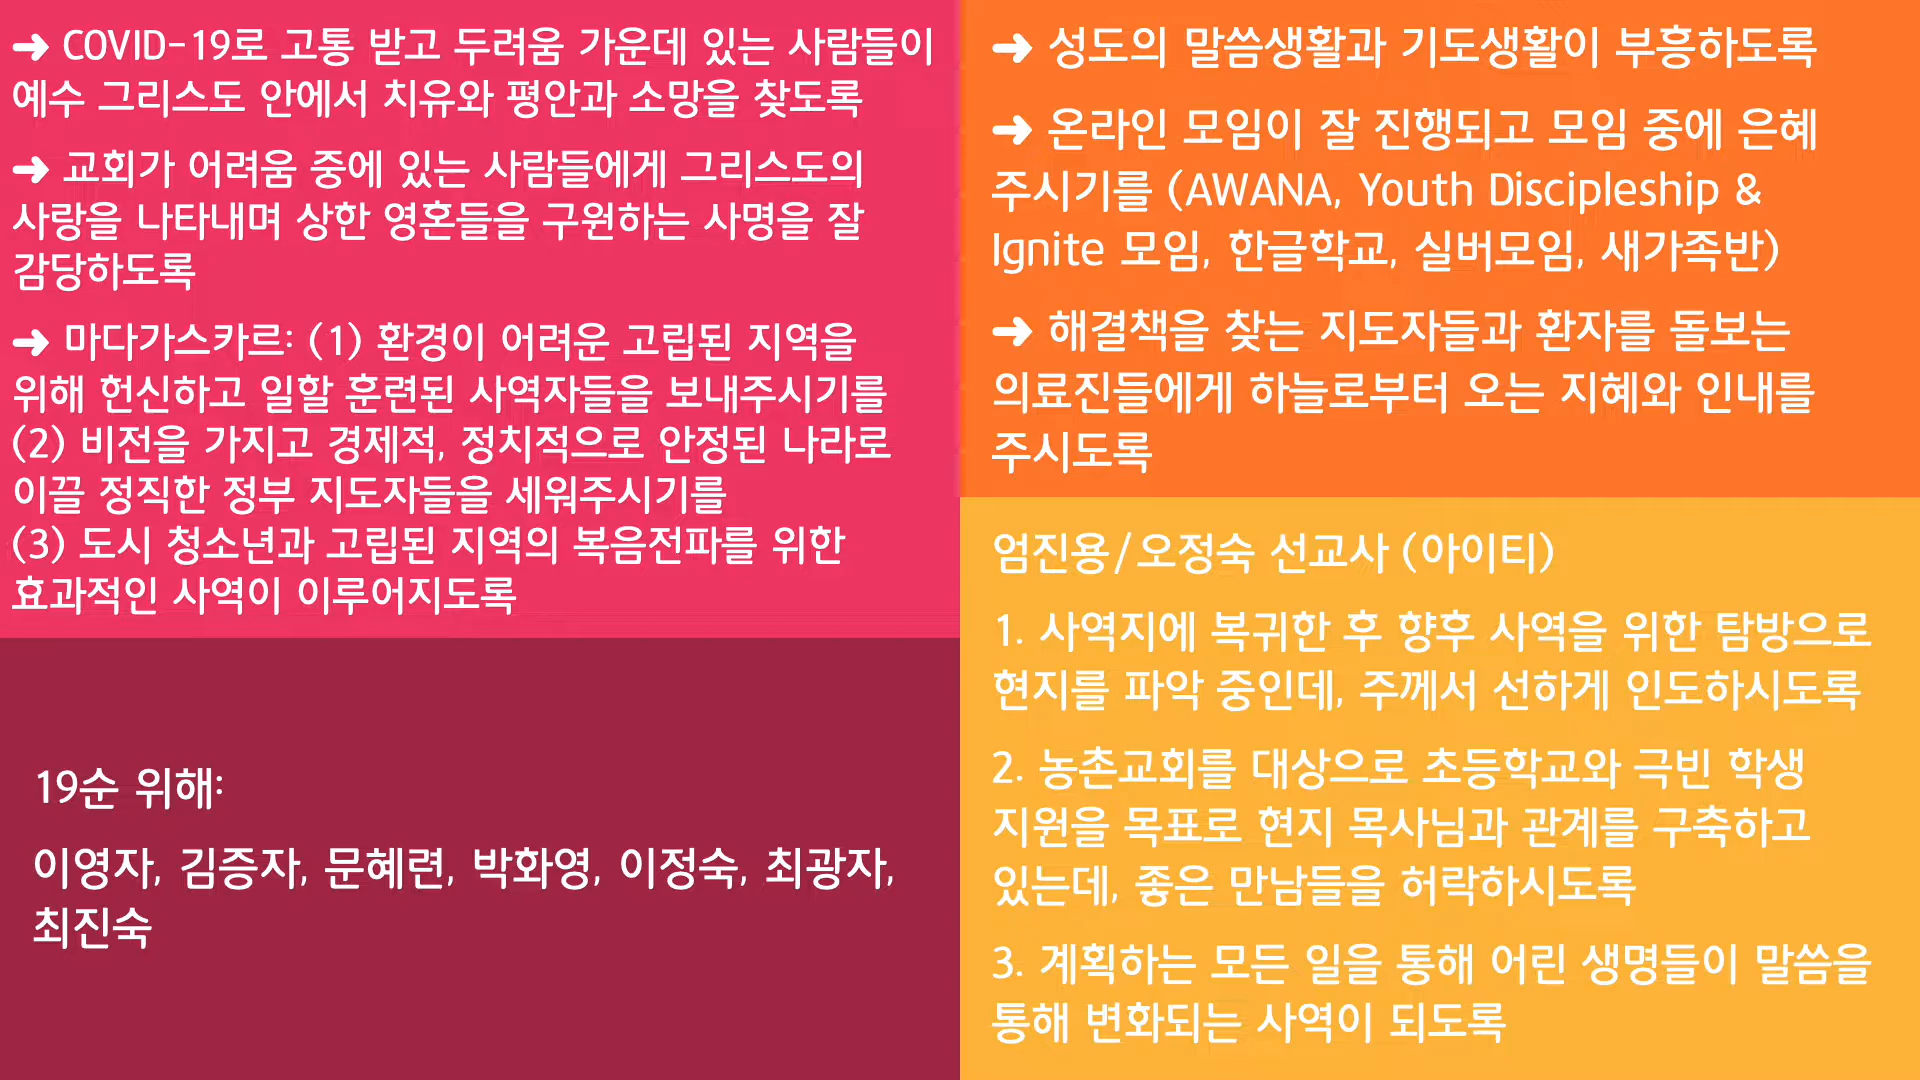 ➜ COVID-19로 고통 받고 두려움 가운데 있는 사람들이
예수 그리스도 안에서 치유와 평안과 소망을 찾도록
➜ 교회가 어려움 중에 있는 사람들에게 그리스도의
사랑을 나타내며 상한 영혼들을 구원하는 사명을 잘
감당하도록
➜ 마다가스카르: (1) 환경이 어려운 고립된 지역을
위해 헌신하고 일할 훈련된 사역자들을 보내주시기를
(2) 비전을 가지고 경제적, 정치적으로 안정된 나라로
이끌 정직한 정부 지도자들을 세워주시기를
(3) 도시 청소년과 고립된 지역의 복음전파를 위한
효과적인 사역이 이루어지도록
19순 위해:
이영자, 김증자, 문혜련, 박화영, 이정숙, 최광자,
최진숙
➜ 성도의 말씀생활과 기도생활이 부흥하도록
➜ 온라인 모임이 잘 진행되고 모임 중에 은혜
주시기를 (AWANA, Youth Discipleship &
Ignite 모임, 한글학교, 실버모임, 새가족반)
➜ 해결책을 찾는 지도자들과 환자를 돌보는
의료진들에게 하늘로부터 오는 지혜와 인내를
주시도록
엄진용/오정숙 선교사 (아이티)
1. 사역지에 복귀한 후 향후 사역을 위한 탐방으로
현지를 파악 중인데, 주께서 선하게 인도하시도록
2. 농촌교회를 대상으로 초등학교와 극빈 학생
지원을 목표로 현지 목사님과 관계를 구축하고
있는데, 좋은 만남들을 허락하시도록
3. 계획하는 모든 일을 통해 어린 생명들이 말씀을
통해 변화되는 사역이 되도록